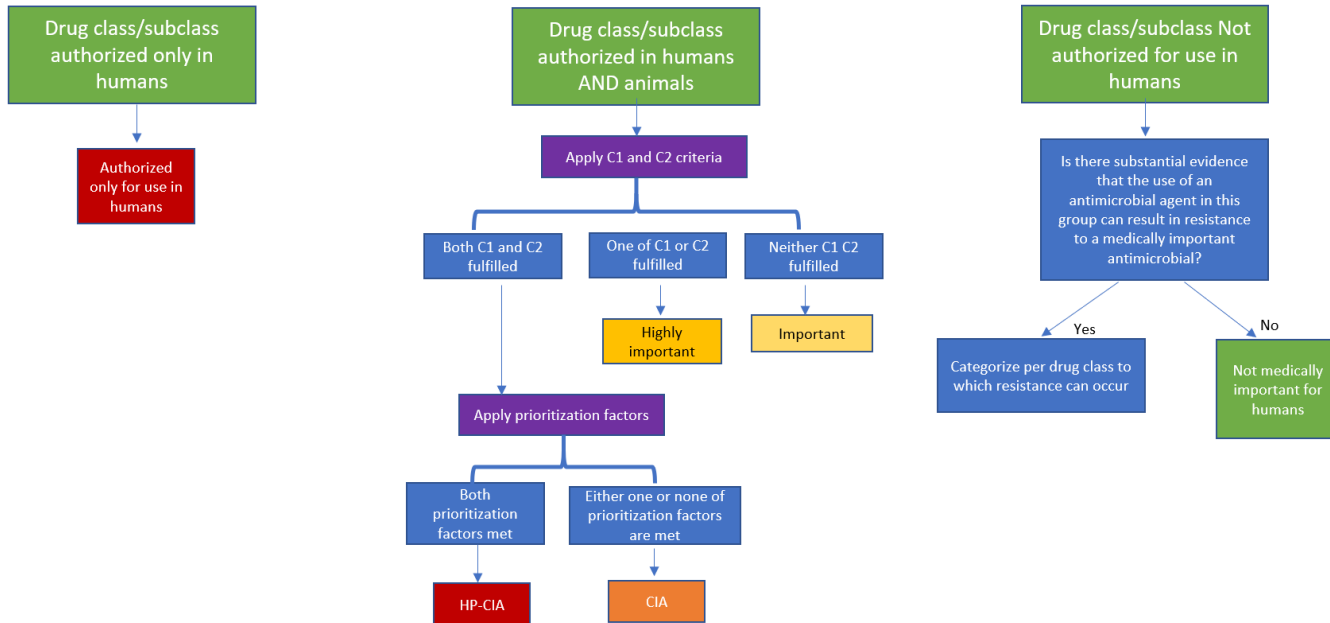 Drug class/subclass
authorized only in
humans
Authorized
only for use in
humans
Drug class/subclass
authorized in humans
AND animals
Apply C1 and C2 criteria
Both C1 and C2
fulfilled
One of C1 or C2
fulfilled
Neither C1 C2
fulfilled
Highly
important
Important
Apply prioritization factors
Both
prioritization
factors met
Either one or none of
prioritization factors
are met
HP-CIA
CIA
Drug class/subclass Not
authorized for use in
humans
Is there substantial evidence
that the use of an
antimicrobial agent in this
group can result in resistance
to a medically important
antimicrobial?
Yes
No
Categorize per drug class to
which resistance can occur
Not medically
important for
humans